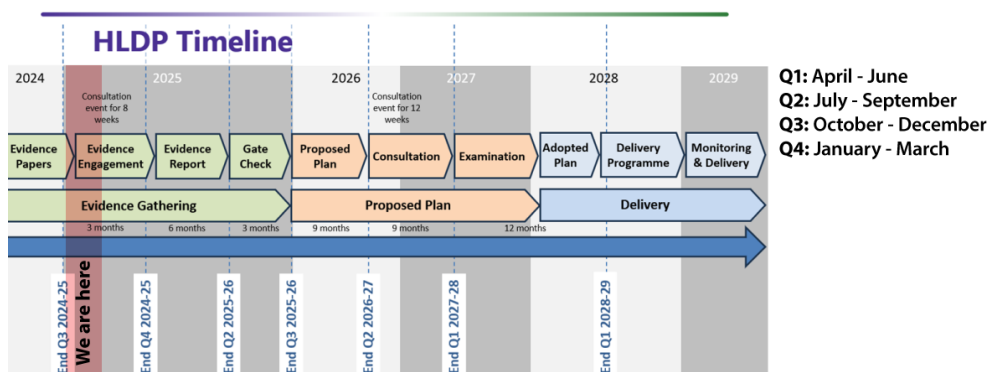 HLDP Timeline
2024
2025
2026
2027
2028
2029
Q1: April - June
Q2: July - September
Q3: October - December
Q4: January - March
Consultation
event for 8
weeks
Consultation
event for 12
weeks
Evidence
Papers
Evidence
Engagement
Evidence
Report
Gate
Check
Proposed
Plan
Consultation
Examination
Adopted
Plan
Delivery
Programme
Monitoring
& Delivery
Evidence Gathering
Proposed Plan
Delivery
3 months
6 months
3 months
9 months
9 months
12 months
End Q3 2024-25
We are here
End Q4 2024-25
End Q2 2025-26
End Q3 2025-26
End Q2 2026-27
End Q1 2027-28
End Q1 2028-29